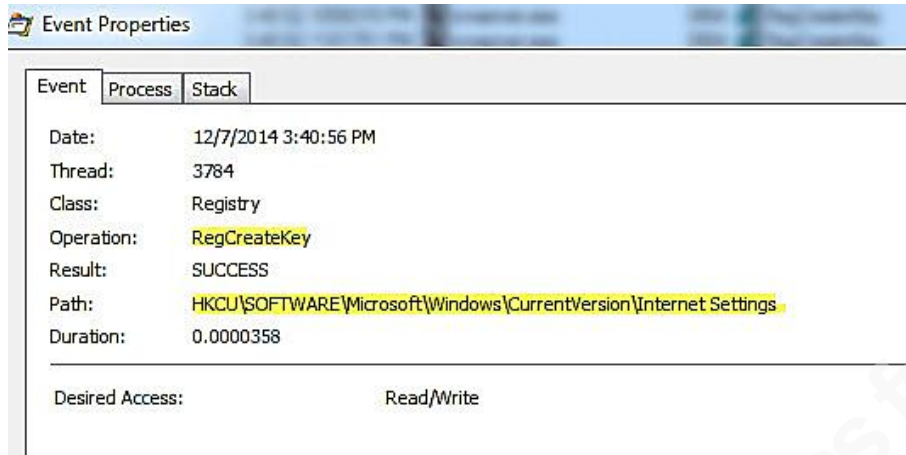 Event Properties
Event Process Stack
Date: 12/7/2014 3:40:56 PM
Thread: 3784
Class: Registry
Operation: RegCreateKey
Result: SUCCESS
Path: HKCU\SOFTWARE\Microsoft\Windows\CurrentVersion\Internet Settings
Duration: 0.0000358
Desired Access: Read/Write